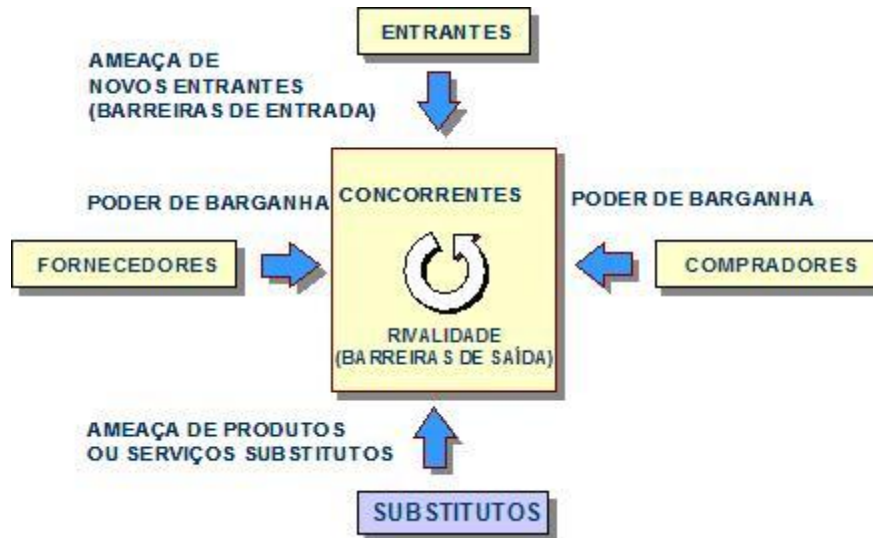 ENTRANTES
AMEAÇA DE
NOVOS ENTRANTES
(BARREIRAS DE ENTRADA)
PODER DE BARGANHA
CONCORRENTES
PODER DE BARGANHA
FORNECEDORES
COMPRADORES
RIVALIDADE
(BARREIRAS DE SAÍDA)
AMEAÇA DE PRODUTOS
OU SERVIÇOS SUBSTITUTOS
SUBSTITUTOS